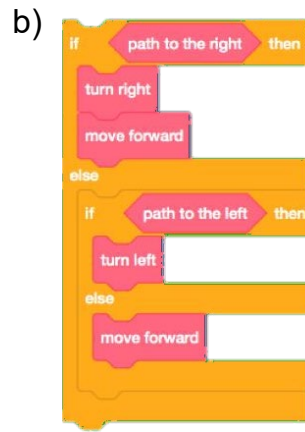 b)
if path to the right then
turn right
move forward
else
if path to the left then
turn left
else
move forward